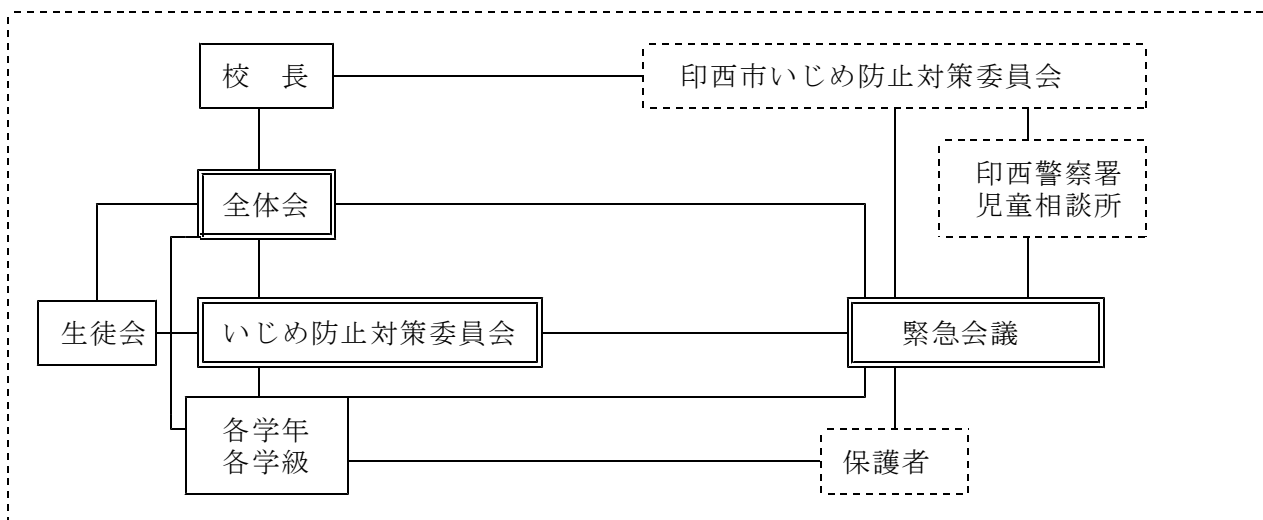 校　長
印西市いじめ防止対策委員会
印西警察署
児童相談所
全体会
生徒会
いじめ防止対策委員会
緊急会議
各学年
各学級
保護者